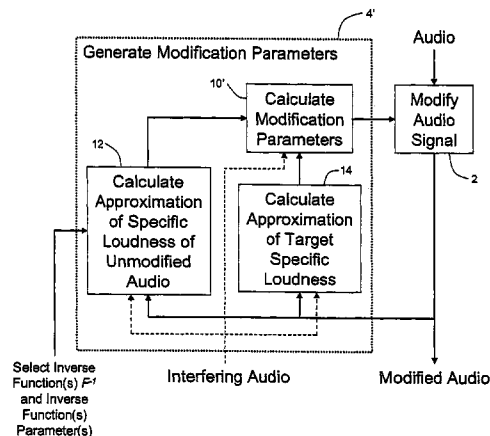 4'
Generate Modification Parameters
Audio
10'
Calculate
Modification
Parameters
Modify
Audio
Signal
2
12
Calculate
Approximation
of Specific
Loudness of
Unmodified
Audio
14
Calculate
Approximation
of Target
Specific
Loudness
Select Inverse
Function(s) F-1
and Inverse
Function(s)
Parameter(s)
Interfering Audio
Modified Audio